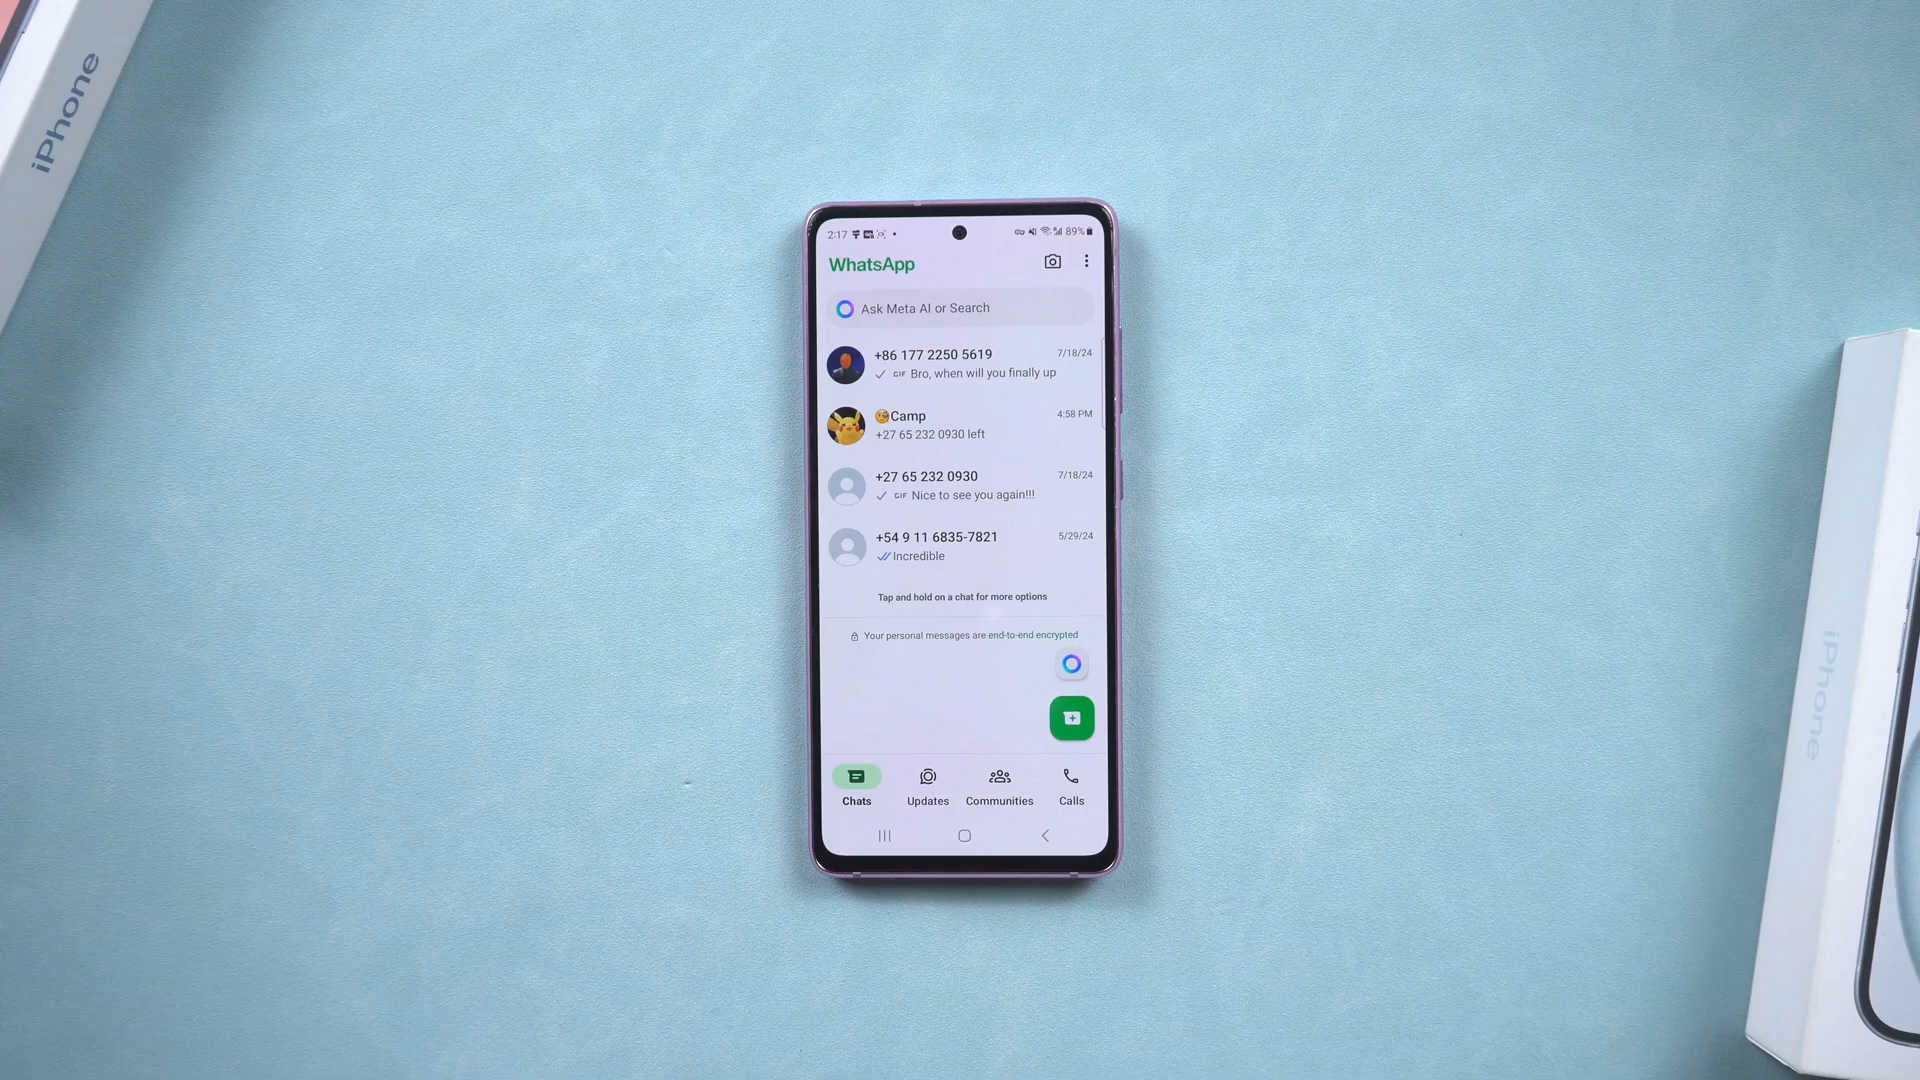 iPhone
2:17
89%
WhatsApp
Ask Meta AI or Search
+86 177 2250 5619
7/18/24
GIF Bro, when will you finally up
🧐Camp
4:58 PM
+27 65 232 0930 left
+27 65 232 0930
7/18/24
GIF Nice to see you again!!!
+54 9 11 6835-7821
5/29/24
Incredible
Tap and hold on a chat for more options
Your personal messages are end-to-end encrypted
Chats
Updates
Communities
Calls
iPhone